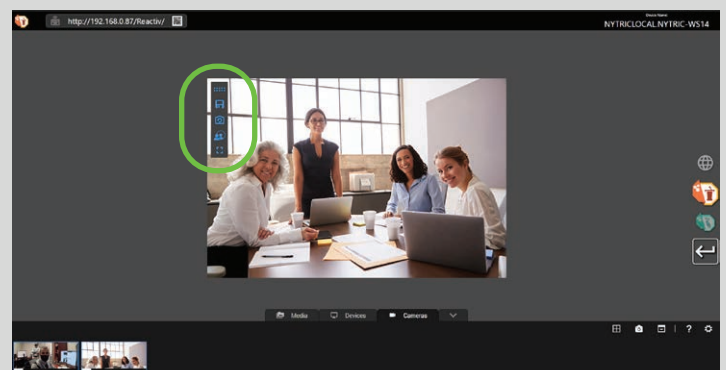 http://192.168.0.87/Reactiv/
Device Name
NYTRICLOCAL\NYTRIC-WS14
Media
Devices
Cameras
?